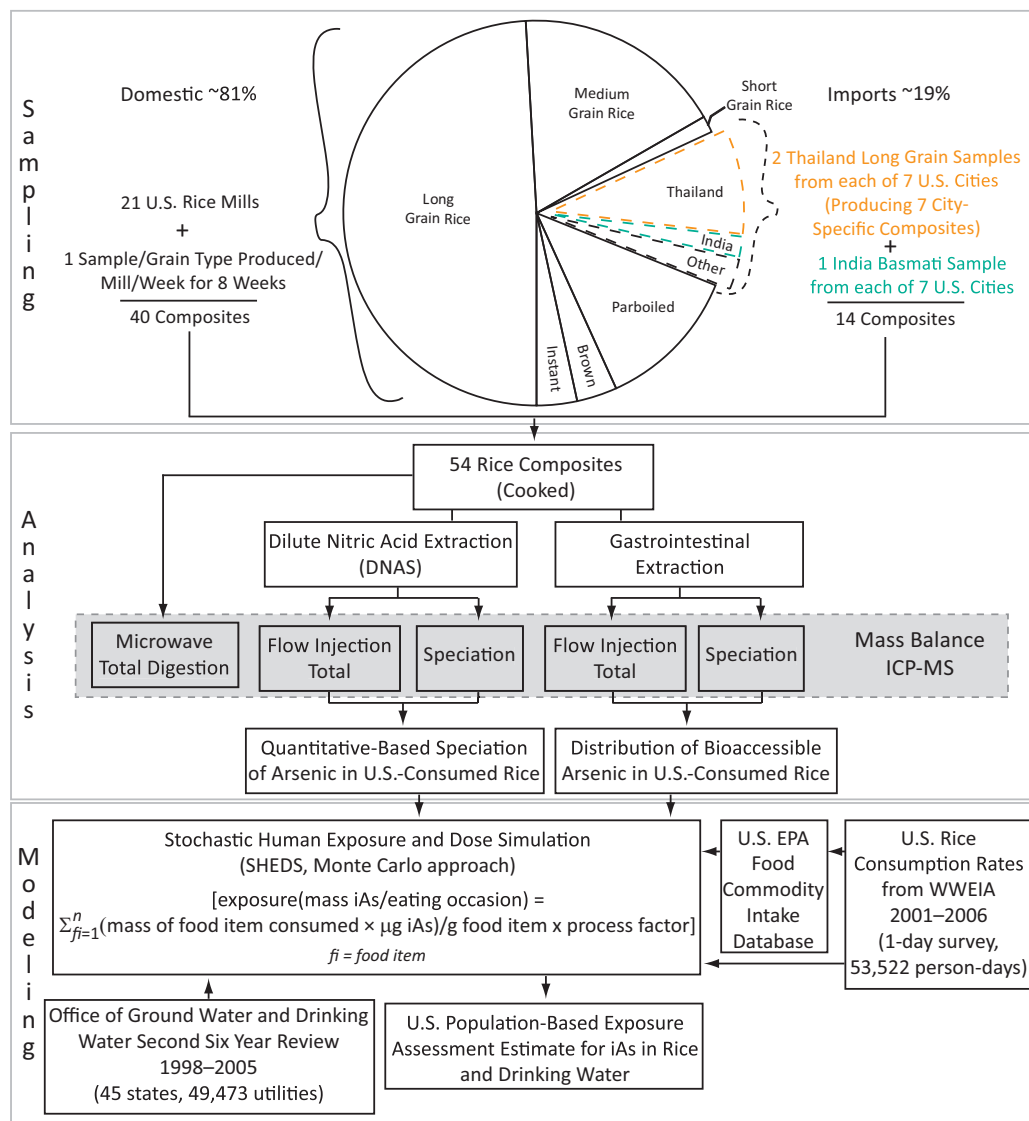 Sampling
Domestic ~81%
21 U.S. Rice Mills
+
1 Sample/Grain Type Produced/
Mill/Week for 8 Weeks
40 Composites
Long
Grain Rice
Medium
Grain Rice
Short
Grain Rice
Thailand
India
Other
Parboiled
Brown
Instant
Imports ~19%
2 Thailand Long Grain Samples
from each of 7 U.S. Cities
(Producing 7 City-
Specific Composites)
+
1 India Basmati Sample
from each of 7 U.S. Cities
14 Composites
Analysis
54 Rice Composites
(Cooked)
Dilute Nitric Acid Extraction
(DNAS)
Gastrointestinal
Extraction
Microwave
Total Digestion
Flow Injection
Total
Speciation
Flow Injection
Total
Speciation
Mass Balance
ICP-MS
Quantitative-Based Speciation
of Arsenic in U.S.-Consumed Rice
Distribution of Bioaccessible
Arsenic in U.S.-Consumed Rice
Modeling
Stochastic Human Exposure and Dose Simulation
(SHEDS, Monte Carlo approach)
[exposure(mass iAs/eating occasion) =
Σⁿfi=1(mass of food item consumed × μg iAs)/g food item x process factor]
fi = food item
U.S. EPA
Food
Commodity
Intake
Database
U.S. Rice
Consumption Rates
from WWEIA
2001–2006
(1-day survey,
53,522 person-days)
Office of Ground Water and Drinking
Water Second Six Year Review
1998–2005
(45 states, 49,473 utilities)
U.S. Population-Based Exposure
Assessment Estimate for iAs in Rice
and Drinking Water